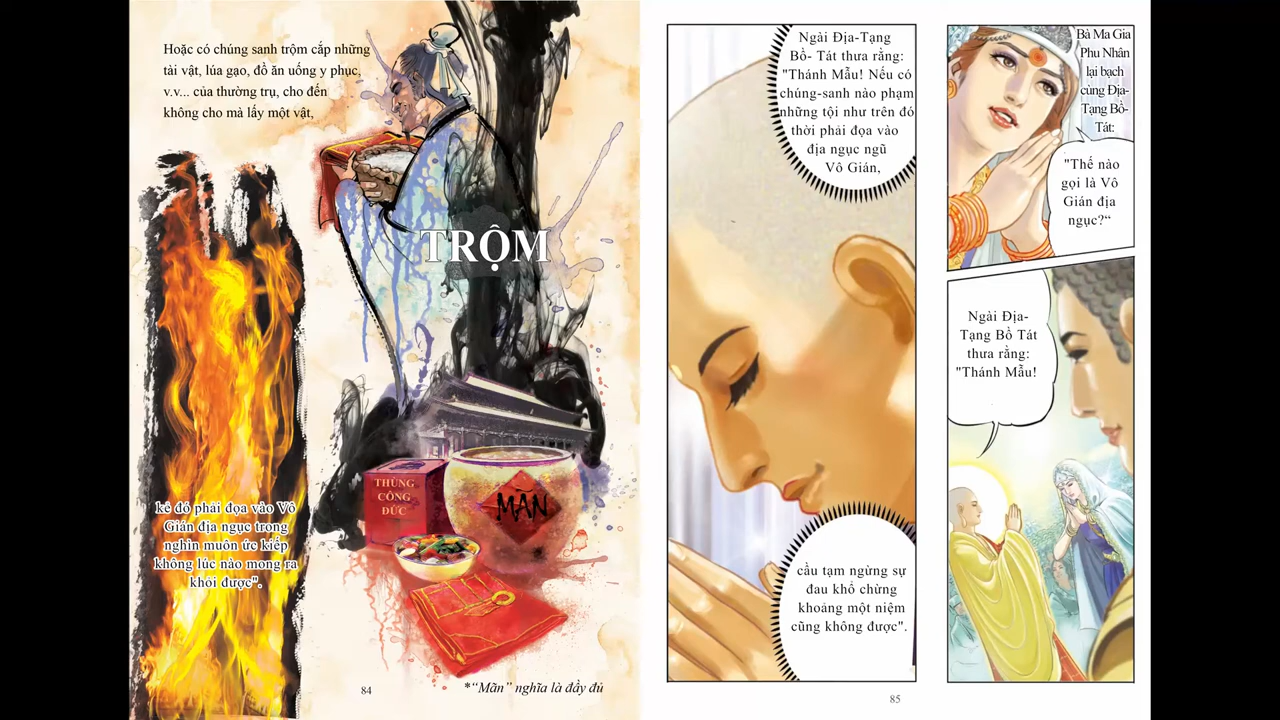 Hoặc có chúng sanh trộm cắp những
tài vật, lúa gạo, đồ ăn uông y phục,
v.v... của thường trụ, cho đến
không cho mà lấy một vật,
TRỘM
THÙNG
CÔNG
ĐỨC
MÃN
kẻ đó phải đọa vào Vô
Gián địa ngục trong
nghìn muôn ức kiếp
không lúc nào mong ra
khỏi được".
84
*“Mãn” nghĩa là đầy đủ
Ngài Địa-Tạng
Bồ- Tát thưa rằng:
"Thánh Mẫu! Nếu có
chúng-sanh nào phạm
những tội như trên đó
thời phải đọa vào
địa ngục ngũ
Vô Gián,
cầu tạm ngừng sự
đau khổ chừng
khoảng một niệm
cũng không được".
Bà Ma Gia
Phu Nhân
lại bạch
cùng Địa-
Tạng Bồ-
Tát:
"Thế nào
gọi là Vô
Gián địa
ngục?“
Ngài Địa-
Tạng Bồ Tát
thưa rằng:
"Thánh Mẫu!
85